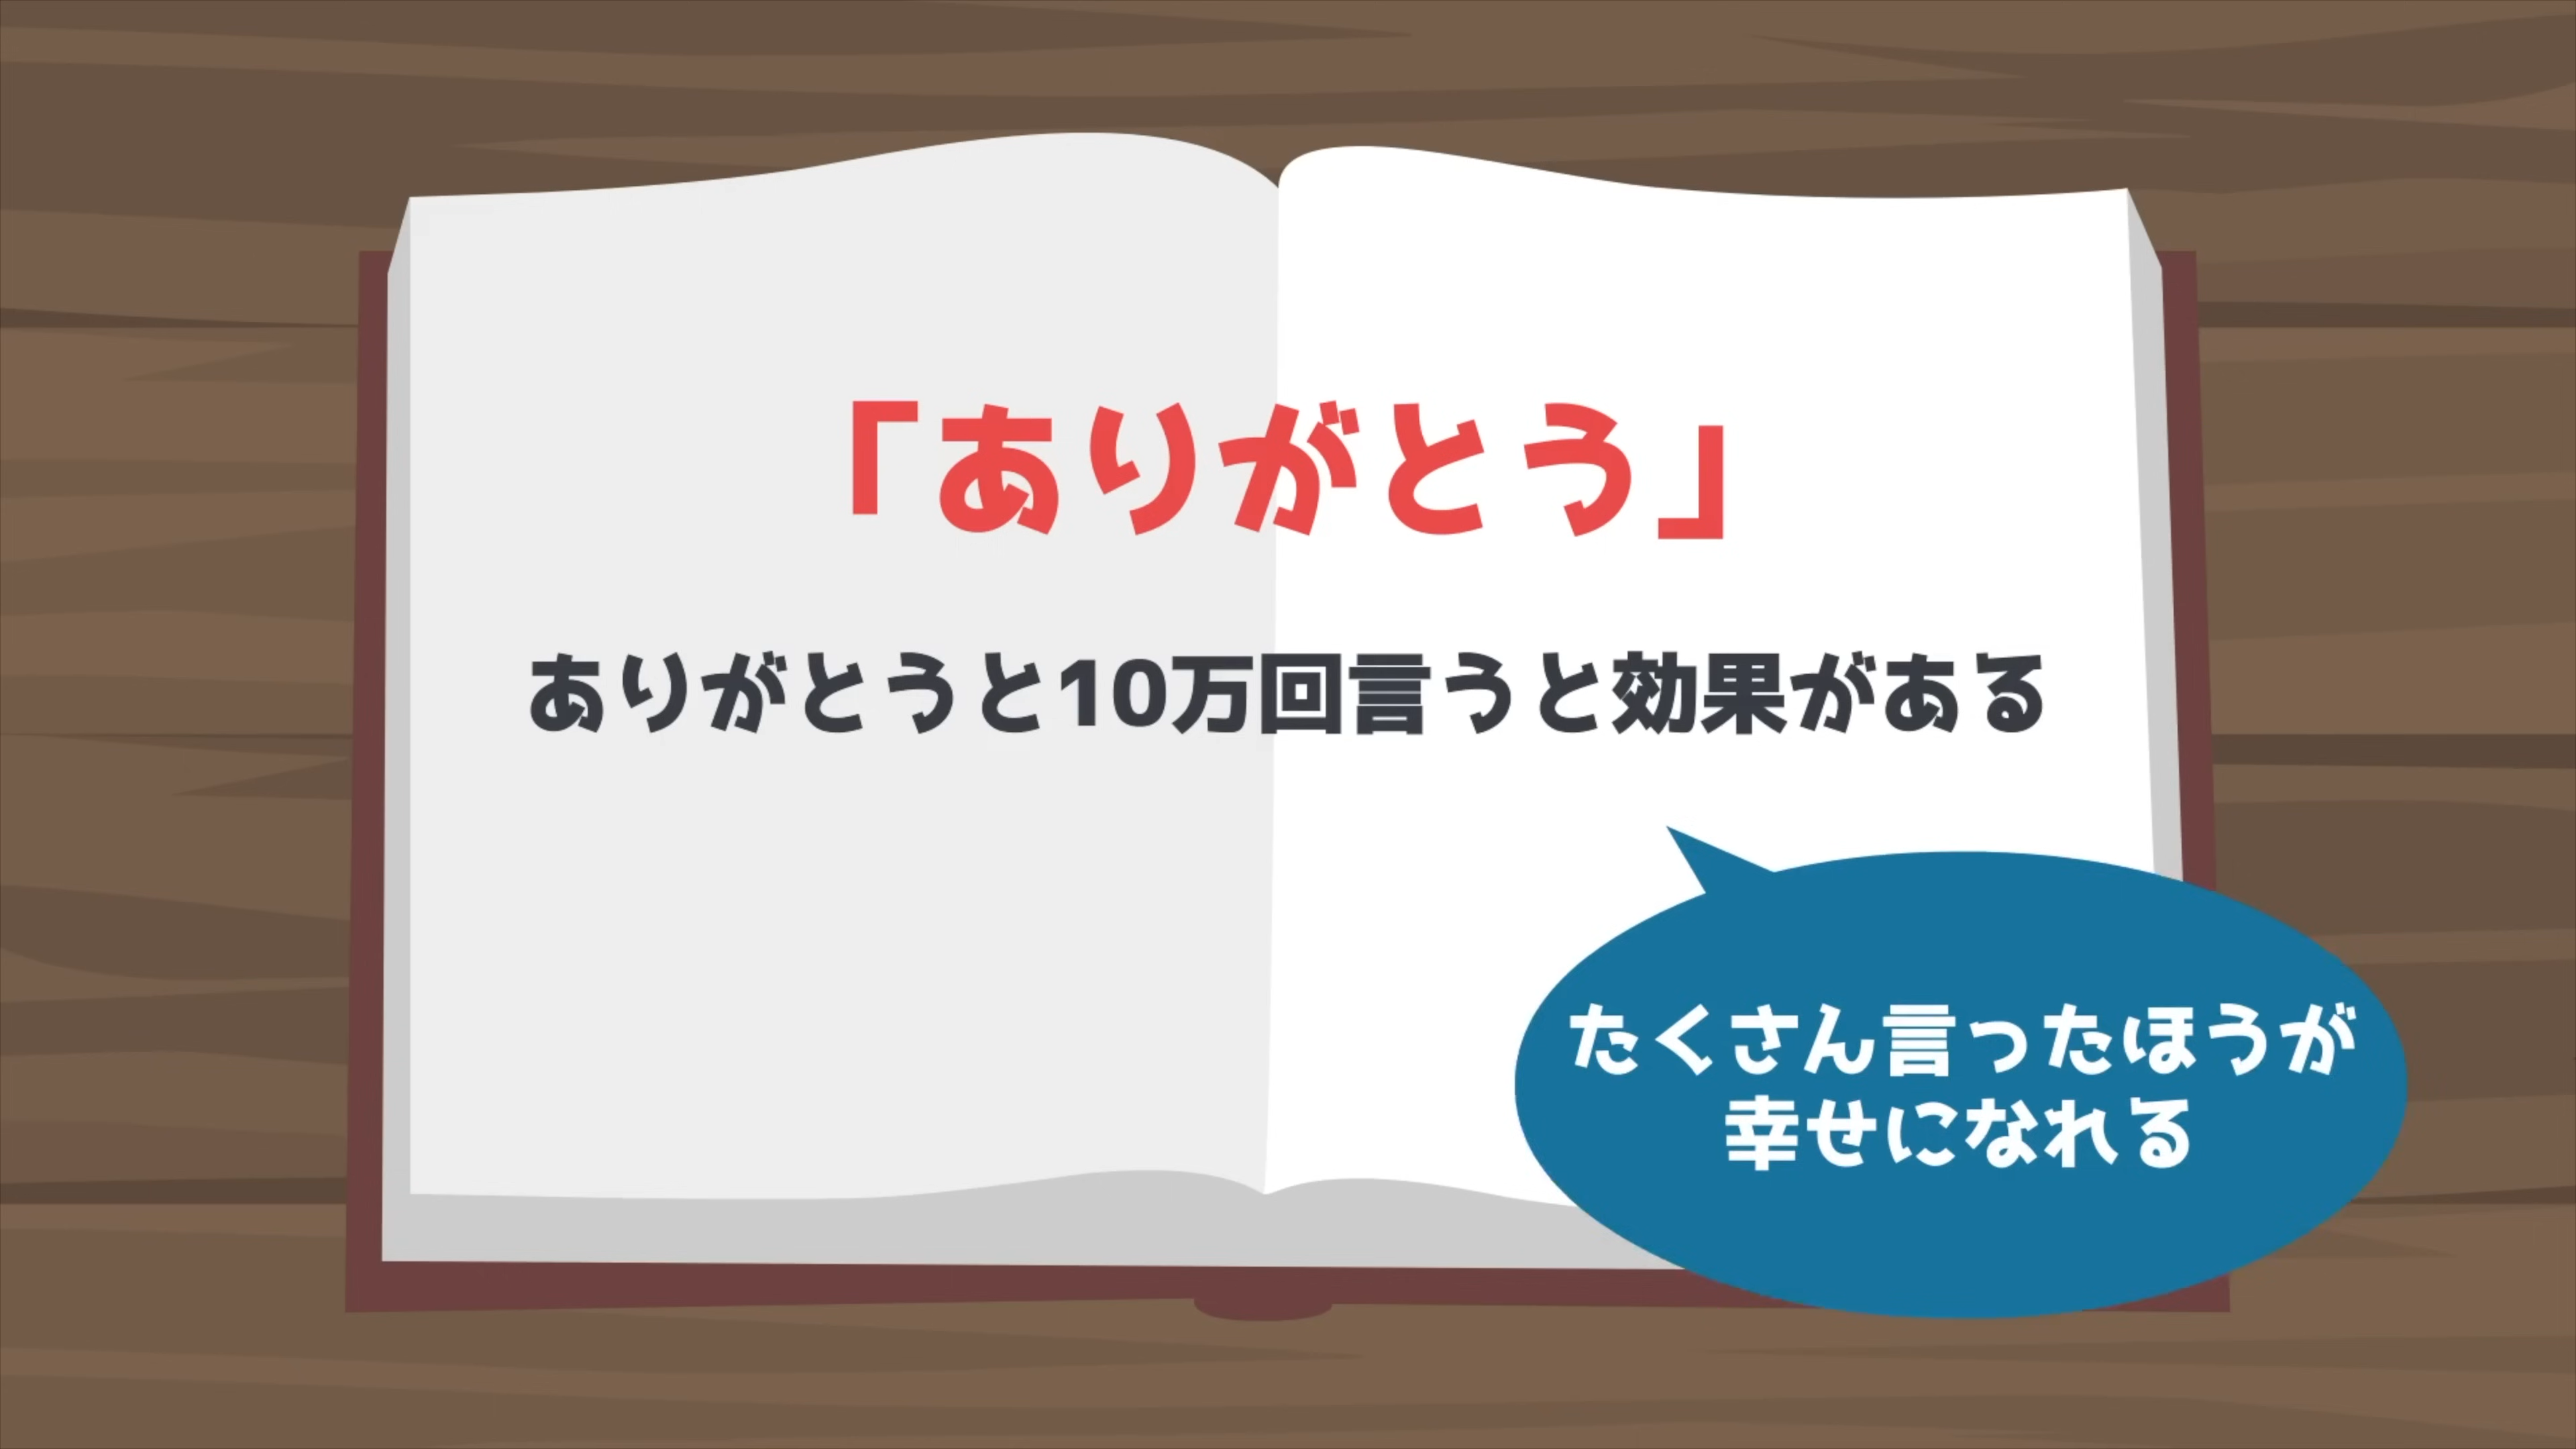 「ありがとう」
ありがとうと10万回言うと効果がある
たくさん言ったほうが
幸せになれる